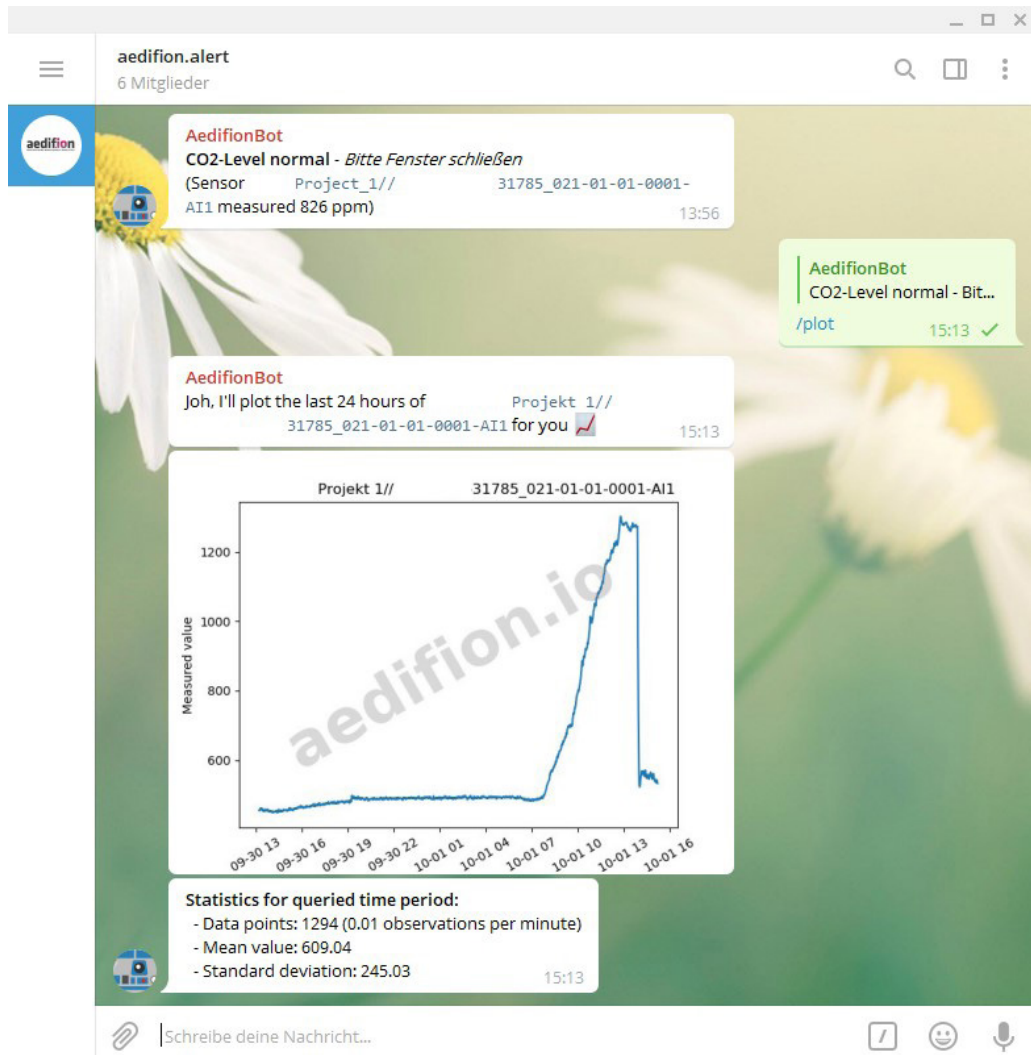 aedifion.alert
6 Mitglieder
aedifion
AedifionBot
CO2-Level normal - Bitte Fenster schließen
(Sensor Project_1// 31785_021-01-01-0001-
AI1 measured 826 ppm)
13:56
AedifionBot
CO2-Level normal - Bit...
/plot
15:13
AedifionBot
Joh, I'll plot the last 24 hours of Projekt 1//
31785_021-01-01-0001-AI1 for you
15:13
Projekt 1// 31785_021-01-01-0001-AI1
Measured value
1200
1000
800
600
aedifion.io
09-30 13
09-30 16
09-30 19
09-30 22
10-01 01
10-01 04
10-01 07
10-01 10
10-01 13
10-01 16
Statistics for queried time period:
- Data points: 1294 (0.01 observations per minute)
- Mean value: 609.04
- Standard deviation: 245.03
15:13
Schreibe deine Nachricht...